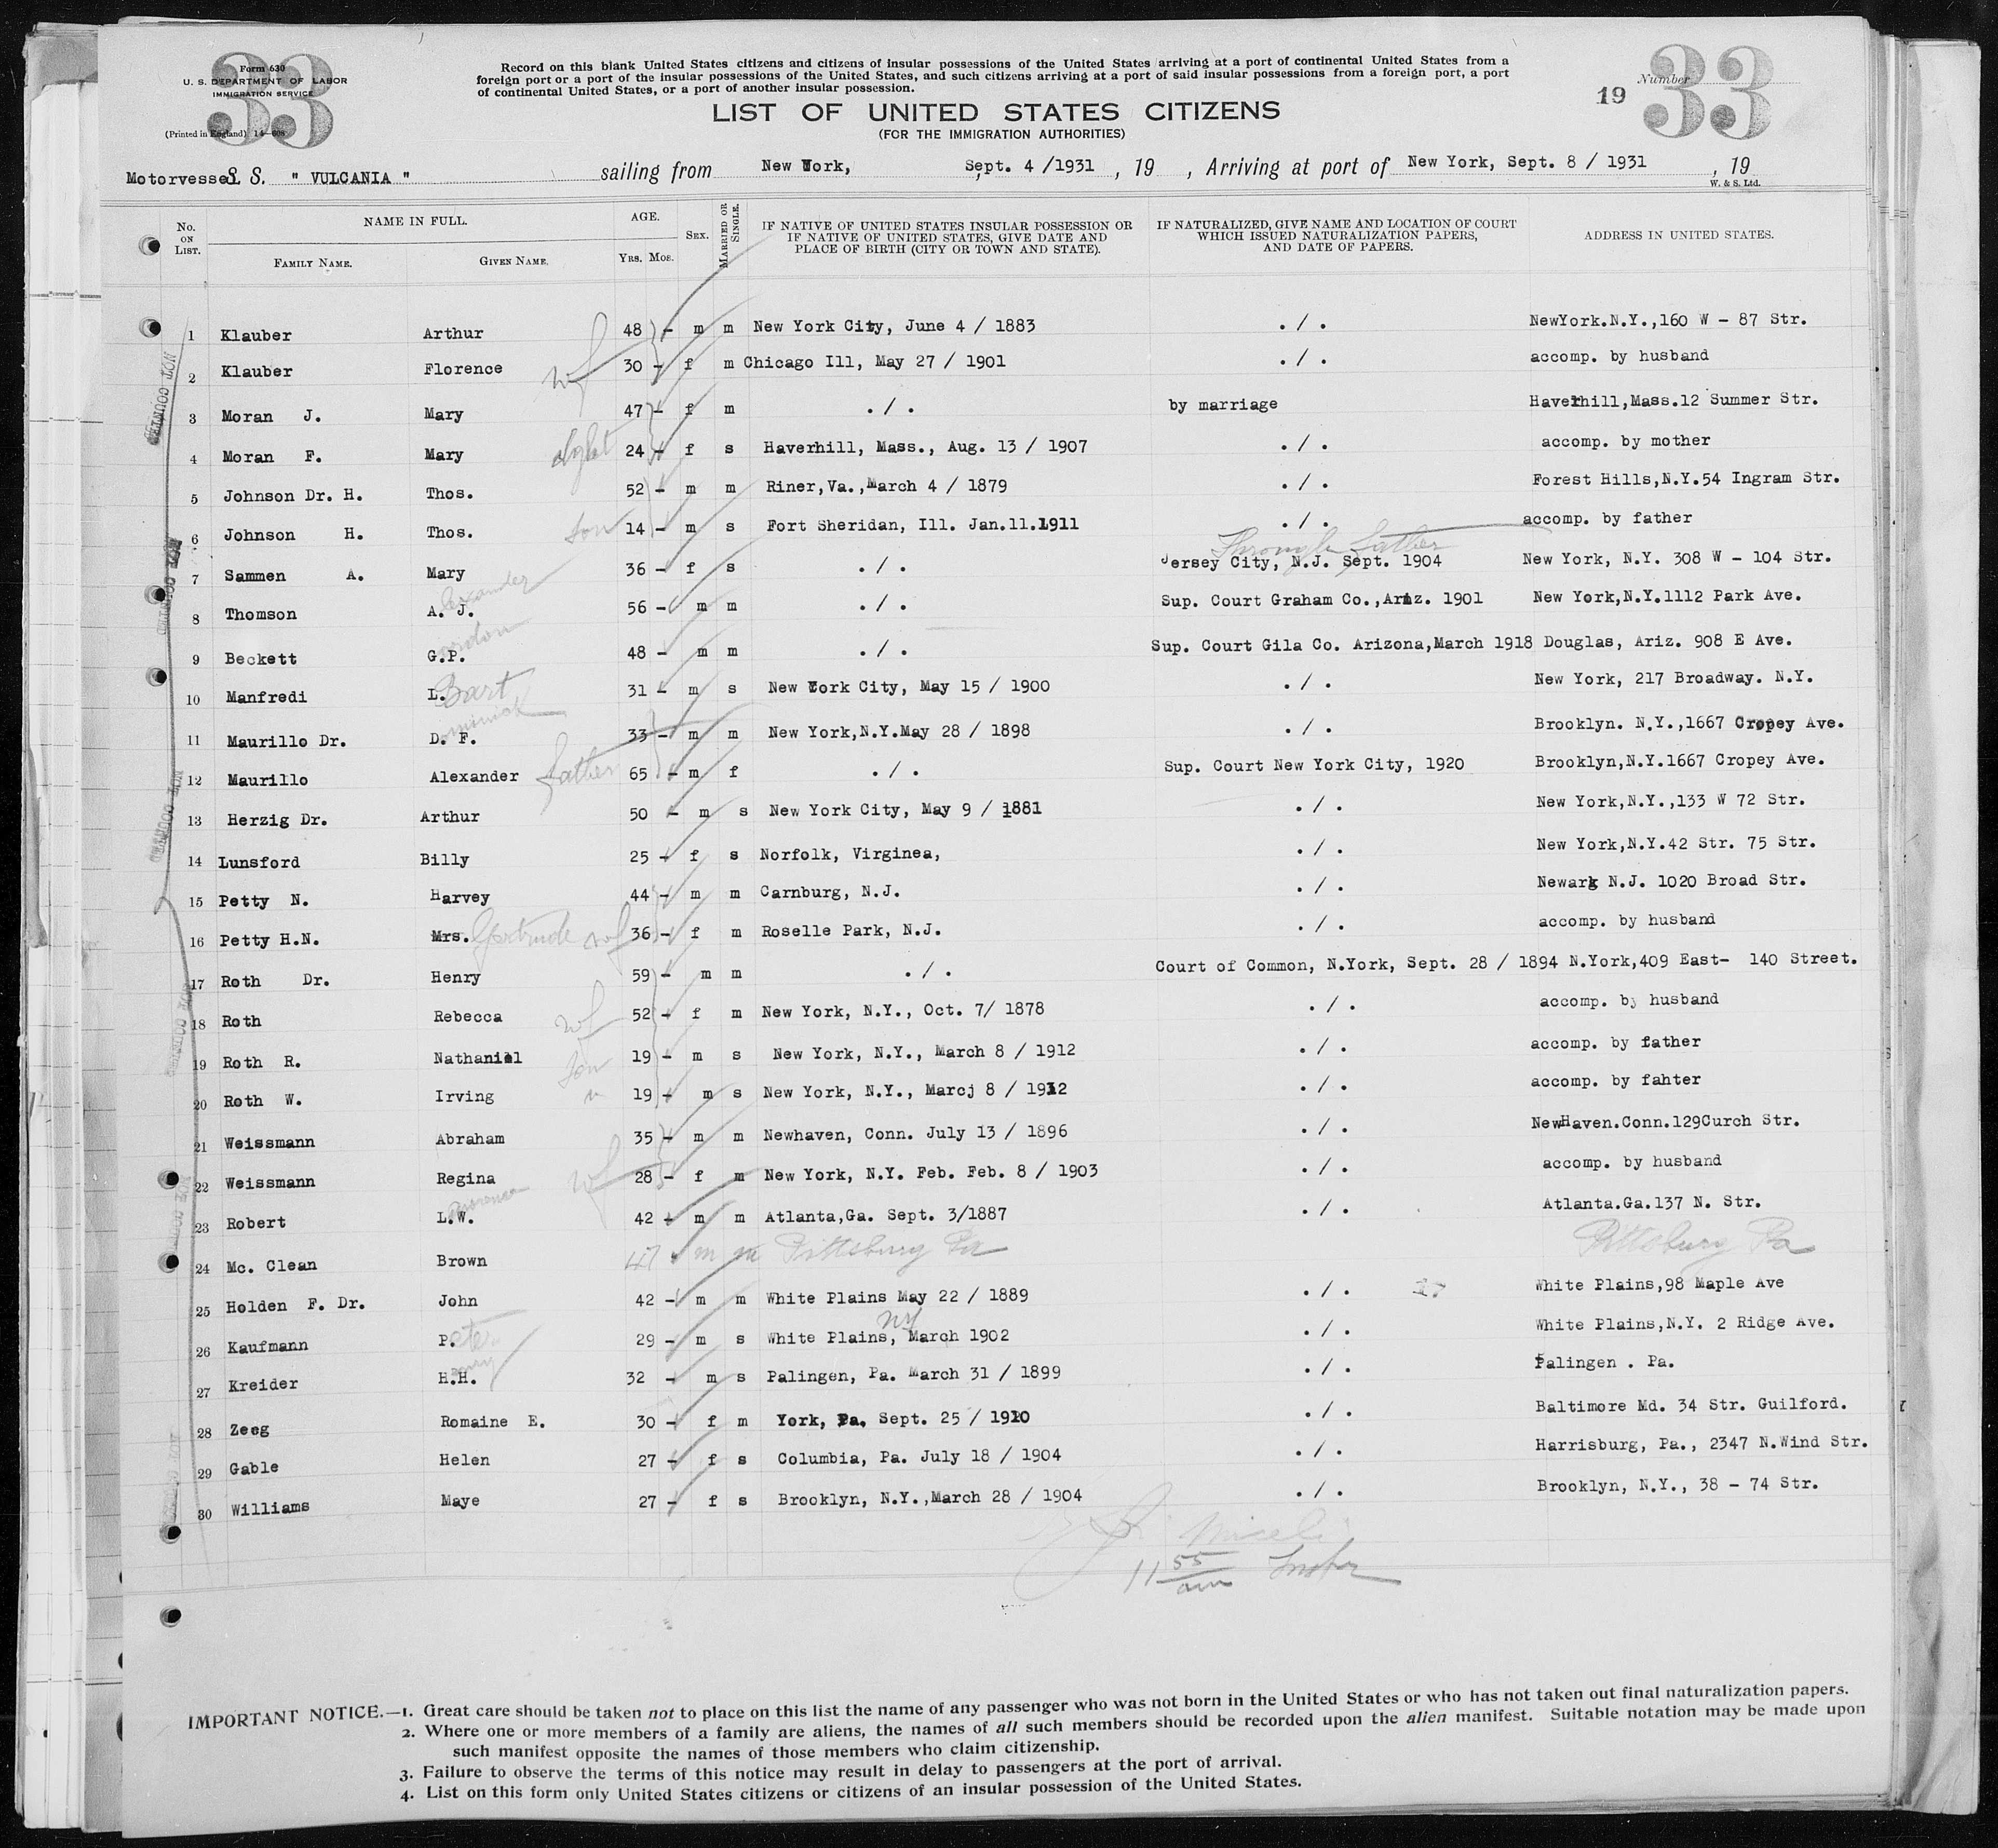 33
Form 630
U. S. DEPARTMENT OF LABOR
IMMIGRATION SERVICE
(Printed in England) 14—606
Record on this blank United States citizens and citizens of insular possessions of the United States arriving at a port of continental United States from a
foreign port or a port of the insular possessions of the United States, and such citizens arriving at a port of said insular possessions from a foreign port, a port
of continental United States, or a port of another insular possession.
19
Number 33
LIST OF UNITED STATES CITIZENS
(FOR THE IMMIGRATION AUTHORITIES)
Motorvessel S. S. " VULCANIA " sailing from New York, Sept. 4 /1931 , 19 , Arriving at port of New York, Sept. 8 / 1931 , 19
W. & S. Ltd.
No. ON LIST. NAME IN FULL. FAMILY NAME. GIVEN NAME. AGE. YRS. MOS. SEX. MARRIED OR SINGLE. IF NATIVE OF UNITED STATES INSULAR POSSESSION OR IF NATIVE OF UNITED STATES, GIVE DATE AND PLACE OF BIRTH (CITY OR TOWN AND STATE). IF NATURALIZED, GIVE NAME AND LOCATION OF COURT WHICH ISSUED NATURALIZATION PAPERS, AND DATE OF PAPERS. ADDRESS IN UNITED STATES.
1 Klauber Arthur 48 - m m New York City, June 4 / 1883 . / . NewYork.N.Y.,160 W - 87 Str.
2 Klauber Florence wf 30 - f m Chicago Ill, May 27 / 1901 . / . accomp. by husband
3 Moran J. Mary 47 - f m . / . by marriage Haverhill,Mass.12 Summer Str.
4 Moran F. Mary dght 24 - f s Haverhill, Mass., Aug. 13 / 1907 . / . accomp. by mother
5 Johnson Dr. H. Thos. 52 - m m Riner,Va.,March 4 / 1879 . / . Forest Hills,N.Y.54 Ingram Str.
6 Johnson H. Thos. son 14 - m s Fort Sheridan, Ill. Jan.11.1911 . / . accomp. by father
Through father
7 Sammen A. Mary 36 - f s . / . Jersey City, N.J. Sept. 1904 New York, N.Y. 308 W - 104 Str.
8 Thomson A. J. Alexander 56 - m m . / . Sup. Court Graham Co.,Ariz. 1901 New York,N.Y.1112 Park Ave.
9 Beckett G.P. Gordon 48 - m m . / . Sup. Court Gila Co. Arizona,March 1918 Douglas, Ariz. 908 E Ave.
10 Manfredi L. Bart 31 - m s New York City, May 15 / 1900 . / . New York, 217 Broadway. N.Y.
11 Maurillo Dr. D. F. Dominick 33 - m m New York,N.Y.May 28 / 1898 . / . Brooklyn. N.Y.,1667 Cropey Ave.
12 Maurillo Alexander father 65 - m f . / . Sup. Court New York City, 1920 Brooklyn,N.Y.1667 Cropey Ave.
13 Herzig Dr. Arthur 50 - m s New York City, May 9 / 1881 . / . New York,N.Y.,133 W 72 Str.
14 Lunsford Billy 25 - f s Norfolk, Virginea, . / . New York,N.Y.42 Str. 75 Str.
15 Petty N. Harvey 44 - m m Carnburg, N.J. . / . Newark N.J. 1020 Broad Str.
16 Petty H.N. Mrs. Gertrude wf 36 - f m Roselle Park, N.J. . / . accomp. by husband
17 Roth Dr. Henry 59 - m m . / . Court of Common, N.York, Sept. 28 / 1894 N.York,409 East- 140 Street.
18 Roth Rebecca wf 52 - f m New York, N.Y., Oct. 7/ 1878 . / . accomp. by husband
19 Roth R. Nathaniel son 19 - m s New York, N.Y., March 8 / 1912 . / . accomp. by father
20 Roth W. Irving " 19 - m s New York, N.Y., Marcj 8 / 1912 . / . accomp. by fahter
21 Weissmann Abraham 35 - m m Newhaven, Conn. July 13 / 1896 . / . NewHaven.Conn.129Curch Str.
22 Weissmann Regina wf 28 - f m New York, N.Y. Feb. Feb. 8 / 1903 . / . accomp. by husband
23 Robert L.W. 42 - m m Atlanta,Ga. Sept. 3/1887 . / . Atlanta.Ga.137 N. Str.
24 Mc. Clean Brown 47 m m Pittsburg Pa Pittsburg Pa
25 Holden F. Dr. John 42 - m m White Plains May 22 / 1889 . / . White Plains,98 Maple Ave
26 Kaufmann P. Peter 29 - m s White Plains, NY March 1902 . / . White Plains,N.Y. 2 Ridge Ave.
27 Kreider H.H. 32 - m s Palingen, Pa. March 31 / 1899 . / . Palingen . Pa.
28 Zeeg Romaine E. 30 - f m York, Pa. Sept. 25 / 1910 . / . Baltimore Md. 34 Str. Guilford.
29 Gable Helen 27 - f s Columbia, Pa. July 18 / 1904 . / . Harrisburg, Pa., 2347 N.Wind Str.
30 Williams Maye 27 - f s Brooklyn, N.Y.,March 28 / 1904 . / . Brooklyn, N.Y., 38 - 74 Str.
NOT COUNTED
11 55 am
IMPORTANT NOTICE.—1. Great care should be taken not to place on this list the name of any passenger who was not born in the United States or who has not taken out final naturalization papers.
2. Where one or more members of a family are aliens, the names of all such members should be recorded upon the alien manifest. Suitable notation may be made upon
such manifest opposite the names of those members who claim citizenship.
3. Failure to observe the terms of this notice may result in delay to passengers at the port of arrival.
4. List on this form only United States citizens or citizens of an insular possession of the United States.